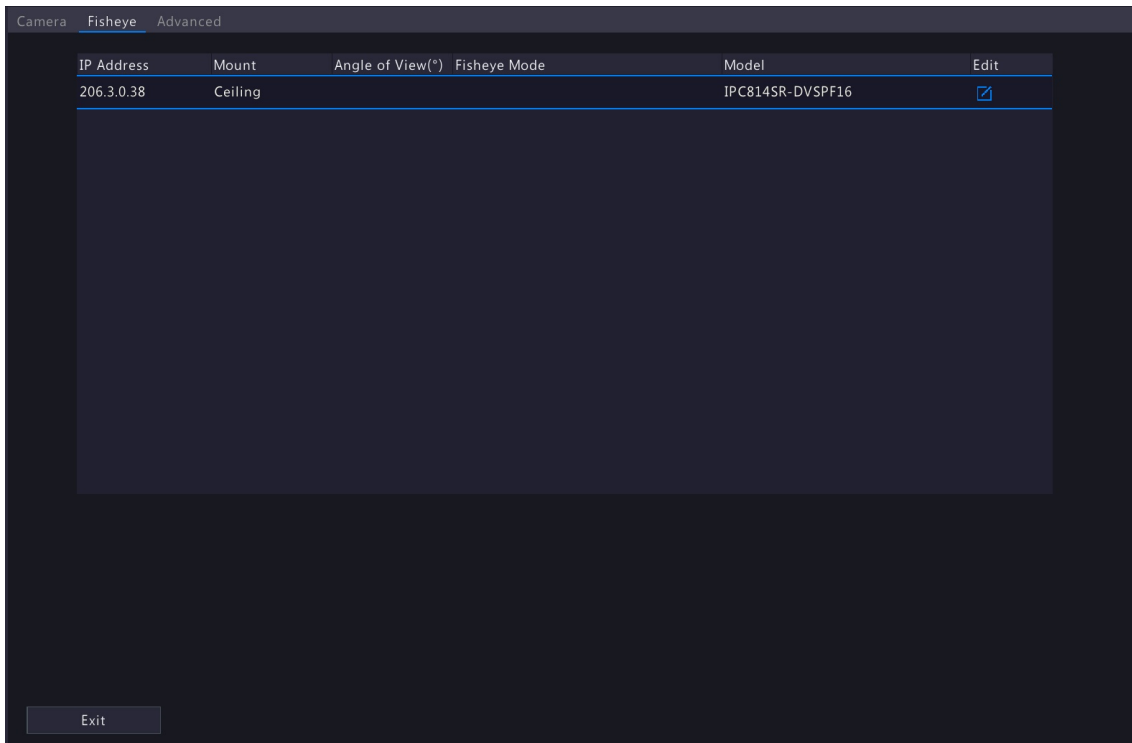 Camera Fisheye Advanced
IP Address Mount Angle of View(°) Fisheye Mode Model Edit
206.3.0.38 Ceiling IPC814SR-DVSPF16
Exit